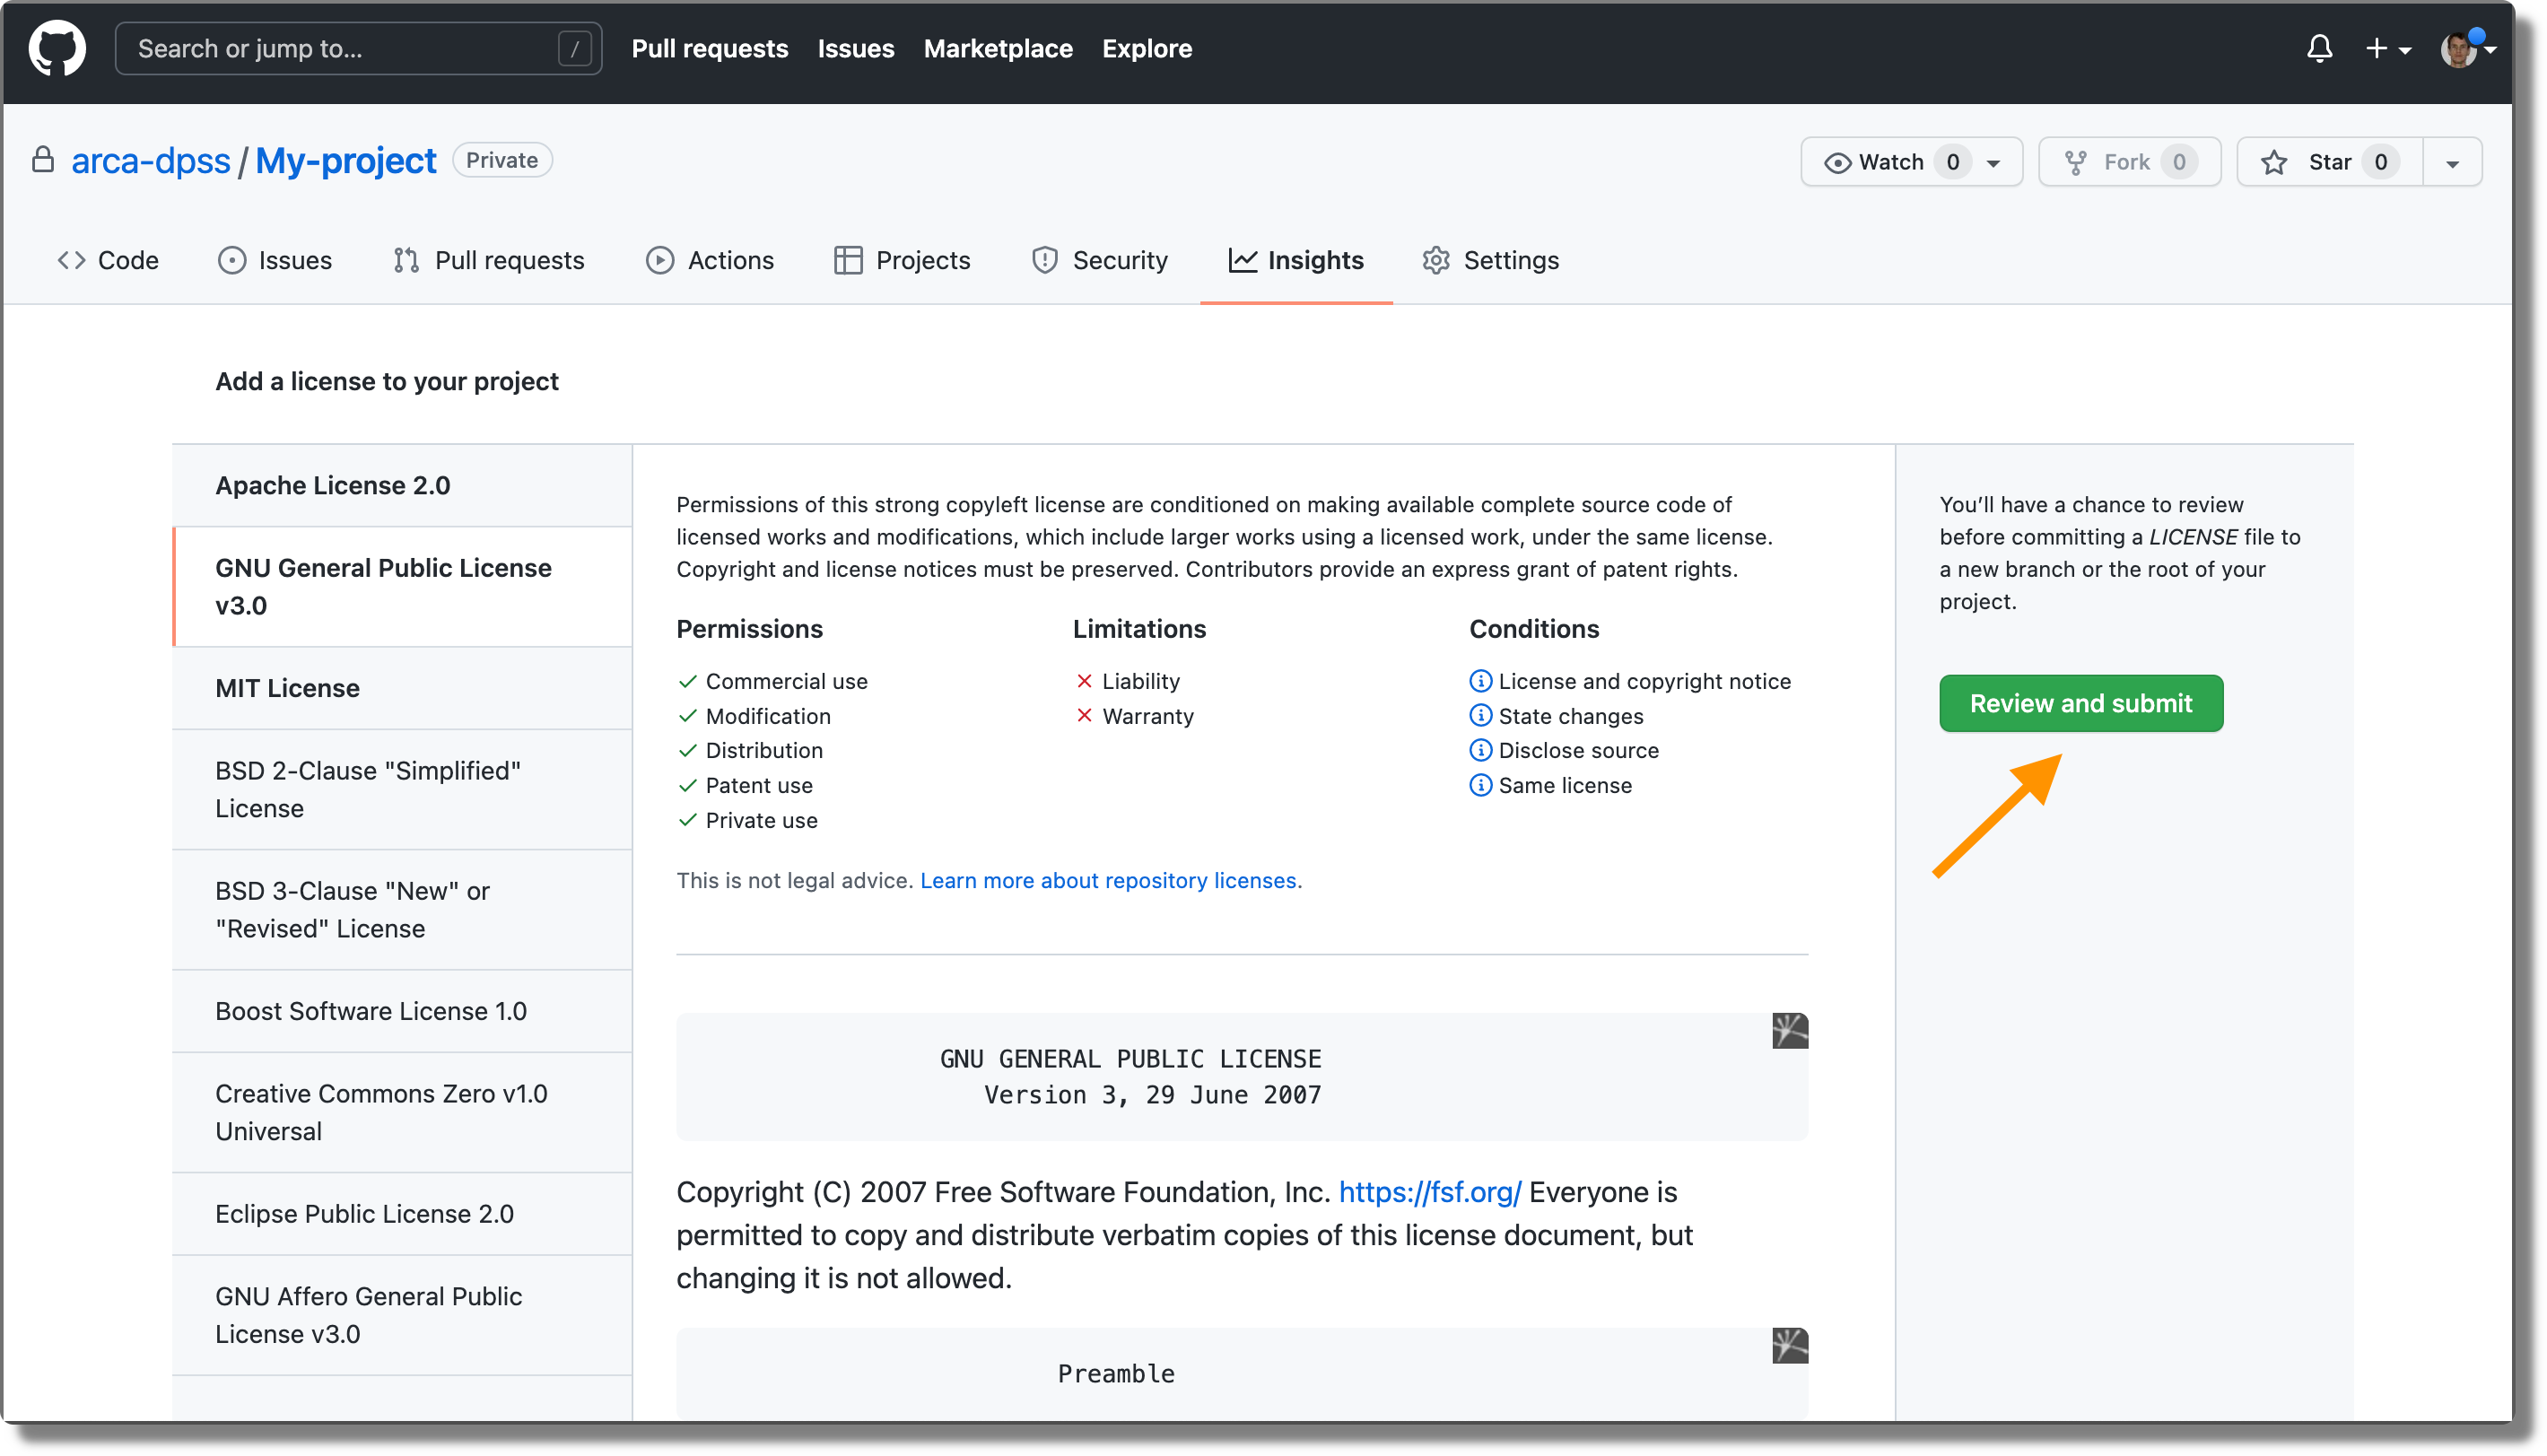 Search or jump to...
/
Pull requests
Issues
Marketplace
Explore
arca-dpss / My-project
Private
Watch 0
Fork 0
Star 0
Code
Issues
Pull requests
Actions
Projects
Security
Insights
Settings
Add a license to your project
Apache License 2.0
GNU General Public License
v3.0
MIT License
BSD 2-Clause "Simplified"
License
BSD 3-Clause "New" or
"Revised" License
Boost Software License 1.0
Creative Commons Zero v1.0
Universal
Eclipse Public License 2.0
GNU Affero General Public
License v3.0
Permissions of this strong copyleft license are conditioned on making available complete source code of
licensed works and modifications, which include larger works using a licensed work, under the same license.
Copyright and license notices must be preserved. Contributors provide an express grant of patent rights.
Permissions
Commercial use
Modification
Distribution
Patent use
Private use
Limitations
Liability
Warranty
Conditions
License and copyright notice
State changes
Disclose source
Same license
This is not legal advice. Learn more about repository licenses.
GNU GENERAL PUBLIC LICENSE
Version 3, 29 June 2007
Copyright (C) 2007 Free Software Foundation, Inc. https://fsf.org/ Everyone is
permitted to copy and distribute verbatim copies of this license document, but
changing it is not allowed.
Preamble
You’ll have a chance to review
before committing a LICENSE file to
a new branch or the root of your
project.
Review and submit